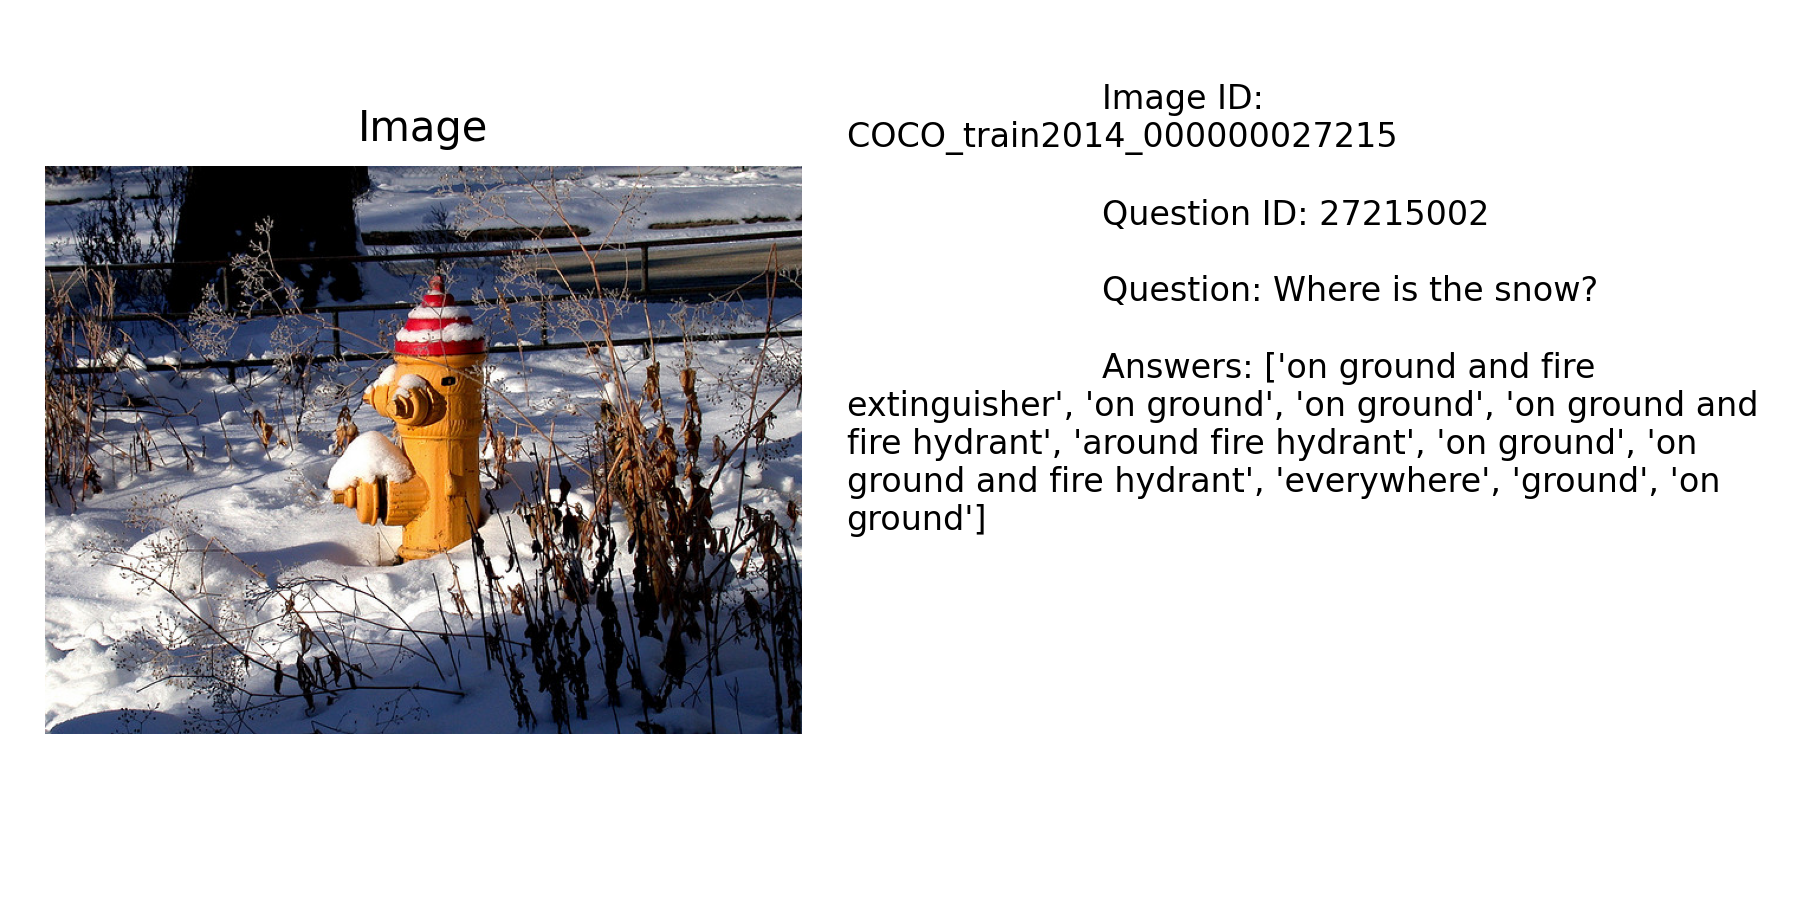 Image
Image ID:
COCO_train2014_000000027215
Question ID: 27215002
Question: Where is the snow?
Answers: ['on ground and fire
extinguisher', 'on ground', 'on ground', 'on ground and
fire hydrant', 'around fire hydrant', 'on ground', 'on
ground and fire hydrant', 'everywhere', 'ground', 'on
ground']